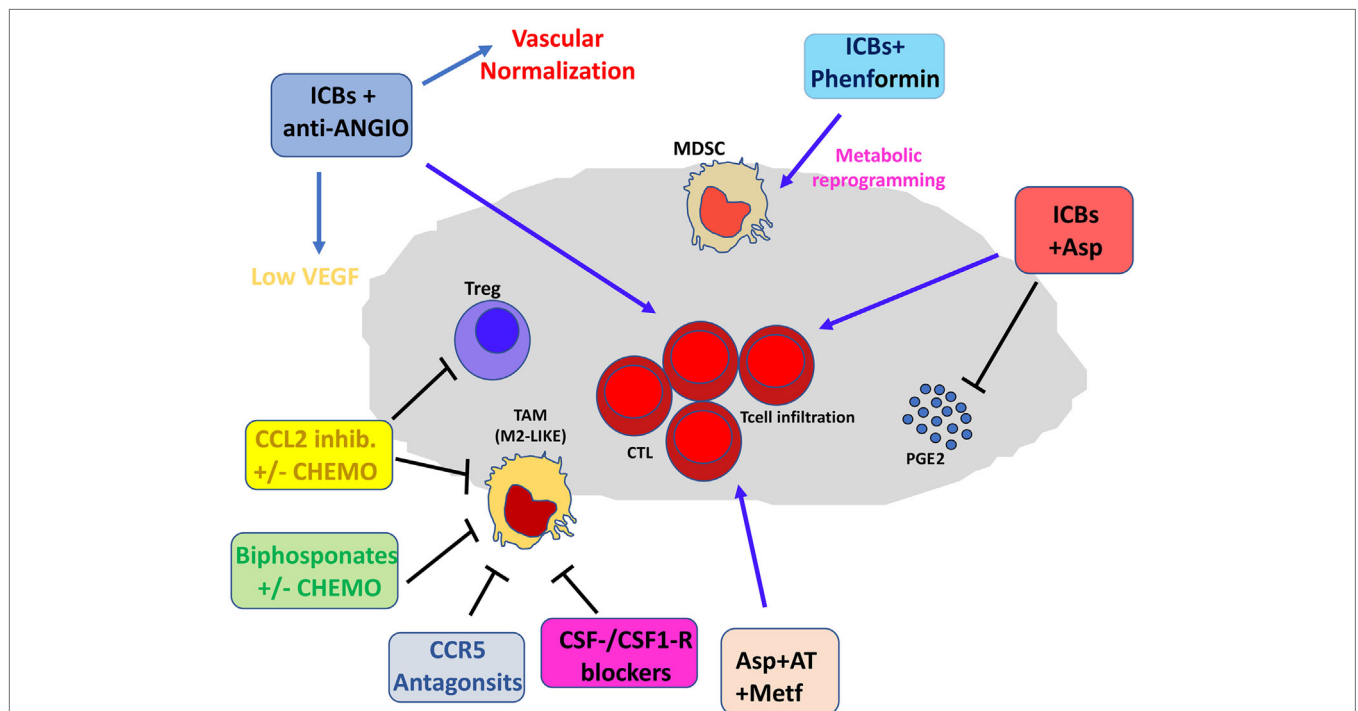 Vascular
Normalization
ICBs +
anti-ANGIO
Low VEGF
ICBs+
Phenformin
MDSC
Metabolic
reprogramming
ICBs
+Asp
Treg
TAM
(M2-LIKE)
CTL
Tcell infiltration
PGE2
CCL2 inhib.
+/- CHEMO
Biphosponates
+/- CHEMO
CCR5
Antagonsits
CSF-/CSF1-R
blockers
Asp+AT
+Metf